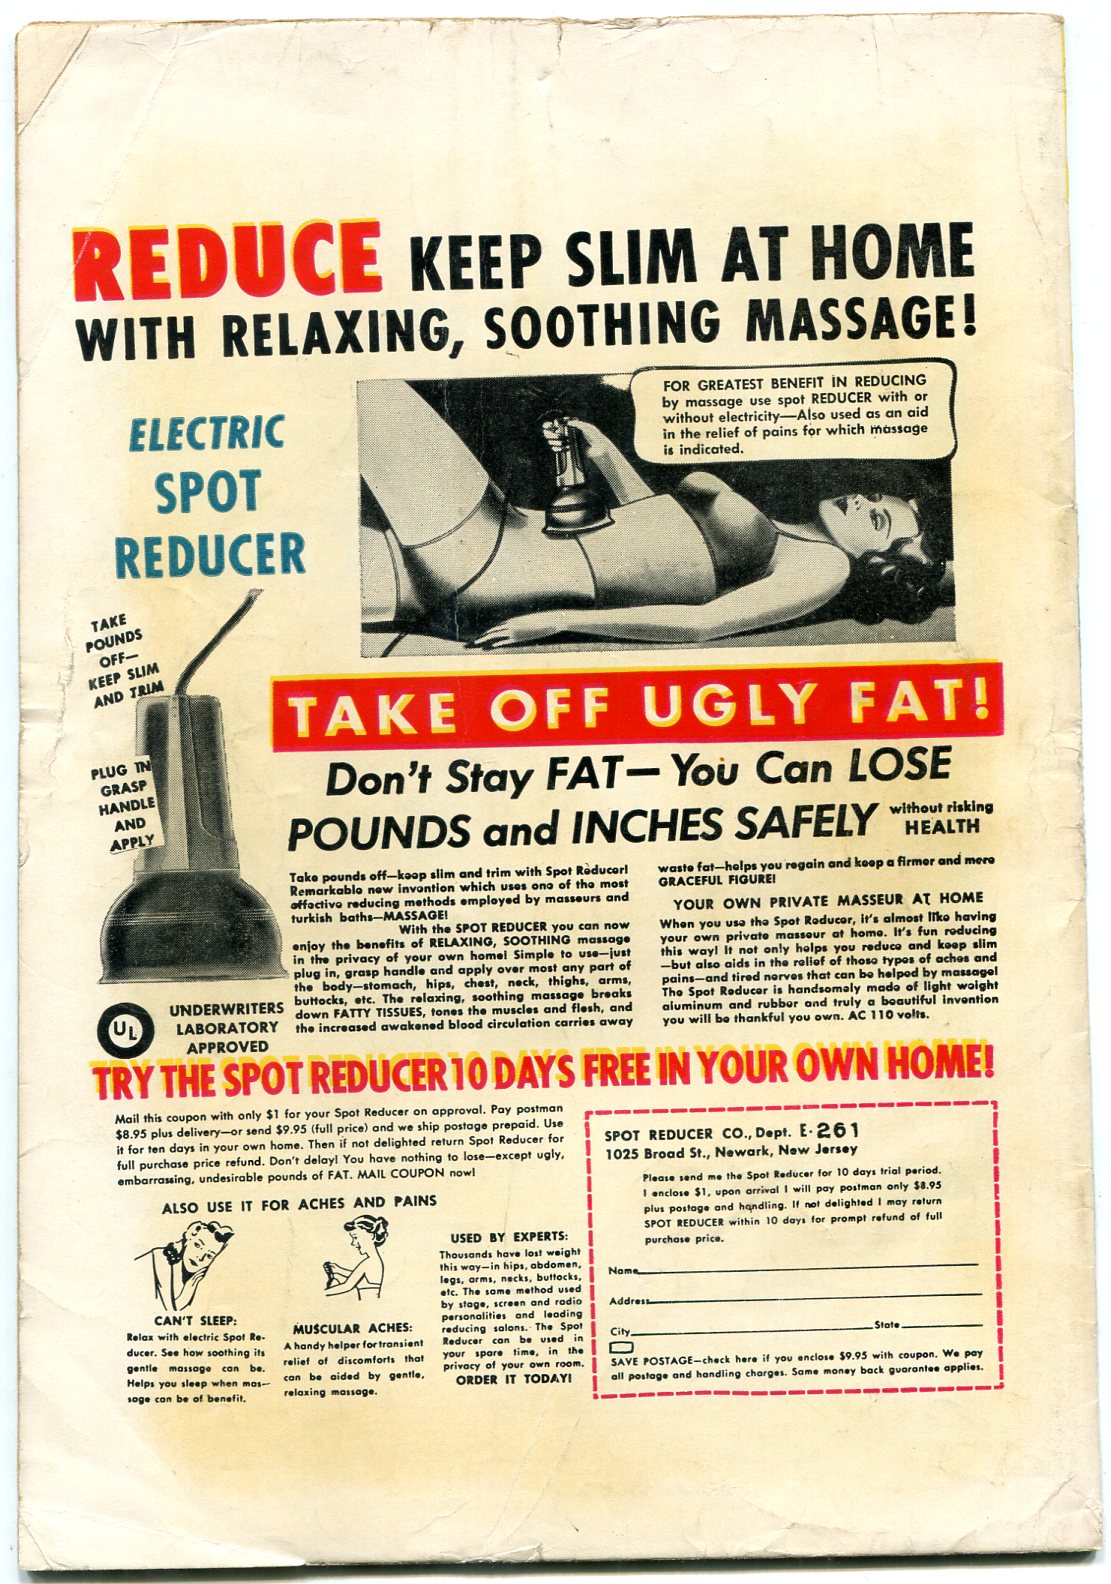 REDUCE KEEP SLIM AT HOME
WITH RELAXING, SOOTHING MASSAGE!
FOR GREATEST BENEFIT IN REDUCING
by massage use spot REDUCER with or
without electricity—Also used as an aid
in the relief of pains for which massage
is indicated.
ELECTRIC
SPOT
REDUCER
TAKE
POUNDS
OFF—
KEEP SLIM
AND TRIM
PLUG IN
GRASP
HANDLE
AND
APPLY
UL
UNDERWRITERS
LABORATORY
APPROVED
TAKE OFF UGLY FAT!
Don't Stay FAT—You Can LOSE
POUNDS and INCHES SAFELY without risking
HEALTH
Take pounds off—keep slim and trim with Spot Reducer!
Remarkable new invention which uses one of the most
effective reducing methods employed by masseurs and
turkish baths—MASSAGE!
With the SPOT REDUCER you can now
enjoy the benefits of RELAXING, SOOTHING massage
in the privacy of your own home! Simple to use—just
plug in, grasp handle and apply over most any part of
the body—stomach, hips, chest, neck, thighs, arms,
buttocks, etc. The relaxing, soothing massage breaks
down FATTY TISSUES, tones the muscles and flesh, and
the increased awakened blood circulation carries away
waste fat—helps you regain and keep a firmer and more
GRACEFUL FIGURE!
YOUR OWN PRIVATE MASSEUR AT HOME
When you use the Spot Reducer, it's almost like having
your own private masseur at home. It's fun reducing
this way! It not only helps you reduce and keep slim
—but also aids in the relief of those types of aches and
pains—and tired nerves that can be helped by massage!
The Spot Reducer is handsomely made of light weight
aluminum and rubber and truly a beautiful invention
you will be thankful you own. AC 110 volts.
TRY THE SPOT REDUCER 10 DAYS FREE IN YOUR OWN HOME!
Mail this coupon with only $1 for your Spot Reducer on approval. Pay postman
$8.95 plus delivery—or send $9.95 (full price) and we ship postage prepaid. Use
it for ten days in your own home. Then if not delighted return Spot Reducer for
full purchase price refund. Don't delay! You have nothing to lose—except ugly,
embarrassing, undesirable pounds of FAT. MAIL COUPON now!
ALSO USE IT FOR ACHES AND PAINS
CAN'T SLEEP:
Relax with electric Spot Re-
ducer. See how soothing its
gentle massage can be.
Helps you sleep when mas-
sage can be of benefit.
MUSCULAR ACHES:
A handy helper for transient
relief of discomforts that
can be aided by gentle,
relaxing massage.
USED BY EXPERTS:
Thousands have lost weight
this way—in hips, abdomen,
legs, arms, necks, buttocks,
etc. The same method used
by stage, screen and radio
personalities and leading
reducing salons. The Spot
Reducer can be used in
your spare time, in the
privacy of your own room.
ORDER IT TODAY!
SPOT REDUCER CO., Dept. E-261
1025 Broad St., Newark, New Jersey
Please send me the Spot Reducer for 10 days trial period.
I enclose $1, upon arrival I will pay postman only $8.95
plus postage and handling. If not delighted I may return
SPOT REDUCER within 10 days for prompt refund of full
purchase price.
Name
Address
City State
SAVE POSTAGE—check here if you enclose $9.95 with coupon. We pay
all postage and handling charges. Same money back guarantee applies.